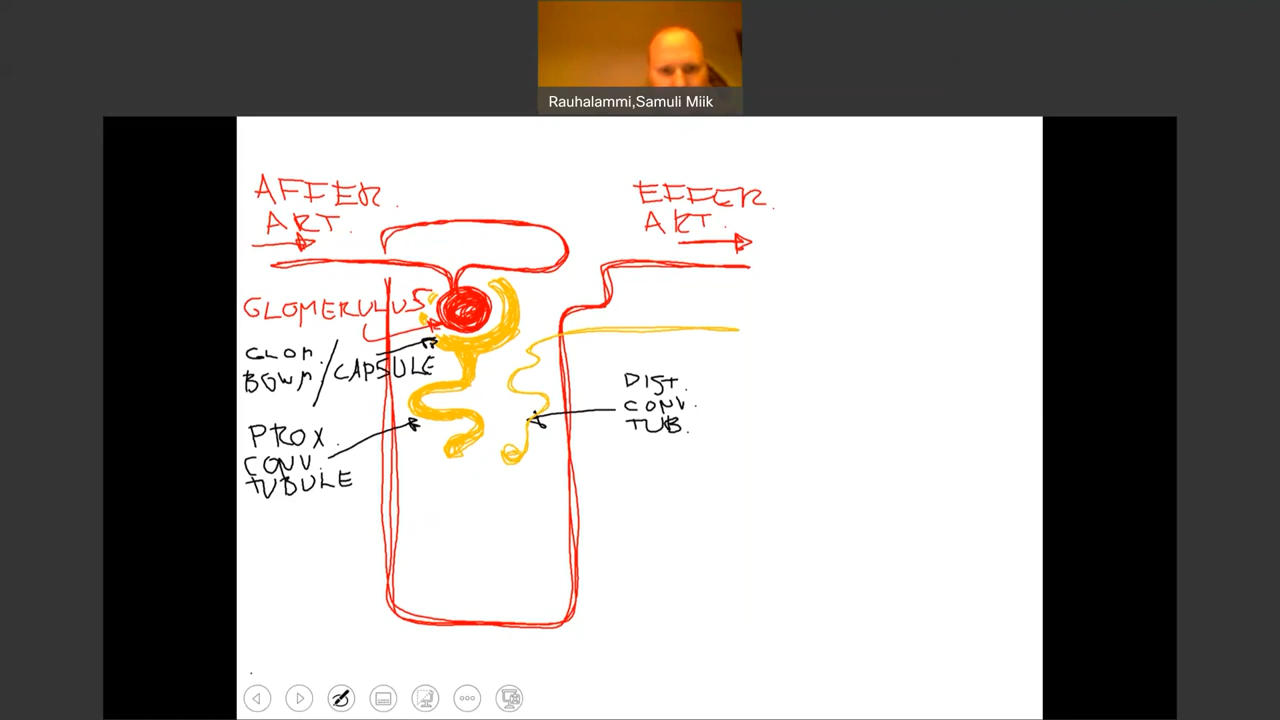 Rauhalammi,Samuli Miik
AFFER.
ART.
EFFER.
ART.
GLOMERULUS
GLOM.
BOWM/CAPSULE
PROX.
CONV.
TUBULE
DIST.
CONV.
TUB.